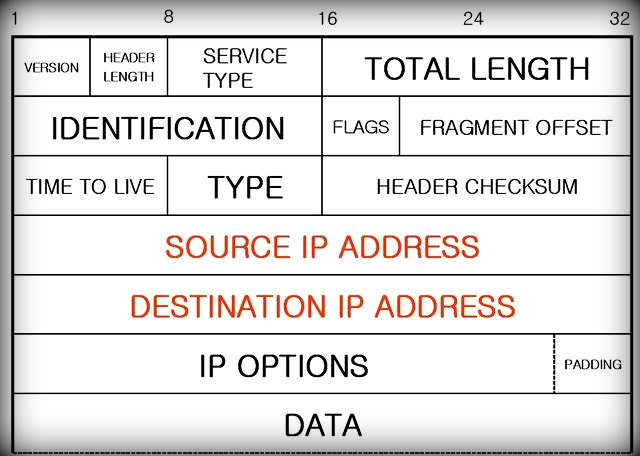 1 8 16 24 32
VERSION HEADER LENGTH SERVICE TYPE TOTAL LENGTH
IDENTIFICATION FLAGS FRAGMENT OFFSET
TIME TO LIVE TYPE HEADER CHECKSUM
SOURCE IP ADDRESS
DESTINATION IP ADDRESS
IP OPTIONS PADDING
DATA